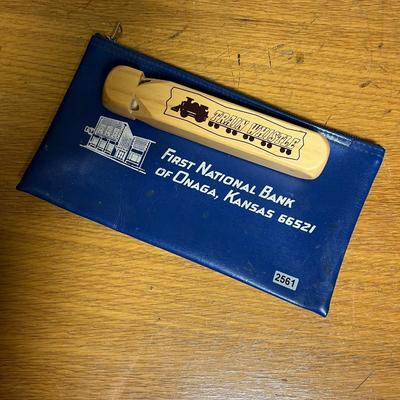 TRAIN WHISTLE
FIRST NATIONAL BANK
OF ONAGA, KANSAS 66521
2561